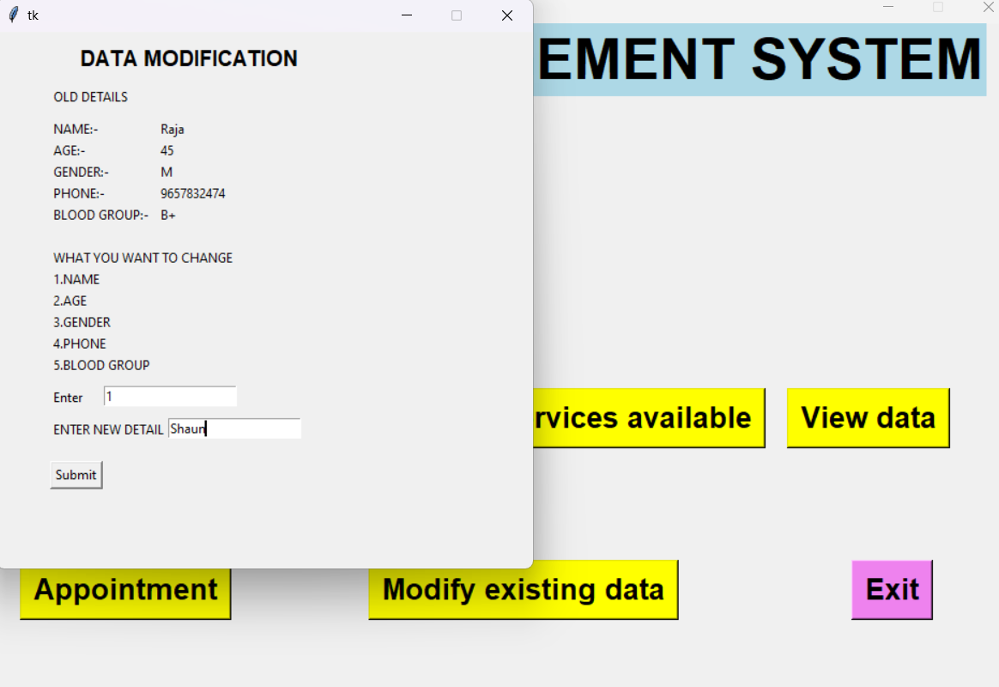 tk
DATA MODIFICATION
OLD DETAILS
NAME:- Raja
AGE:- 45
GENDER:- M
PHONE:- 9657832474
BLOOD GROUP:- B+
WHAT YOU WANT TO CHANGE
1.NAME
2.AGE
3.GENDER
4.PHONE
5.BLOOD GROUP
Enter 1
ENTER NEW DETAIL Shaun
Submit
EMENT SYSTEM
rvices available
View data
Appointment
Modify existing data
Exit